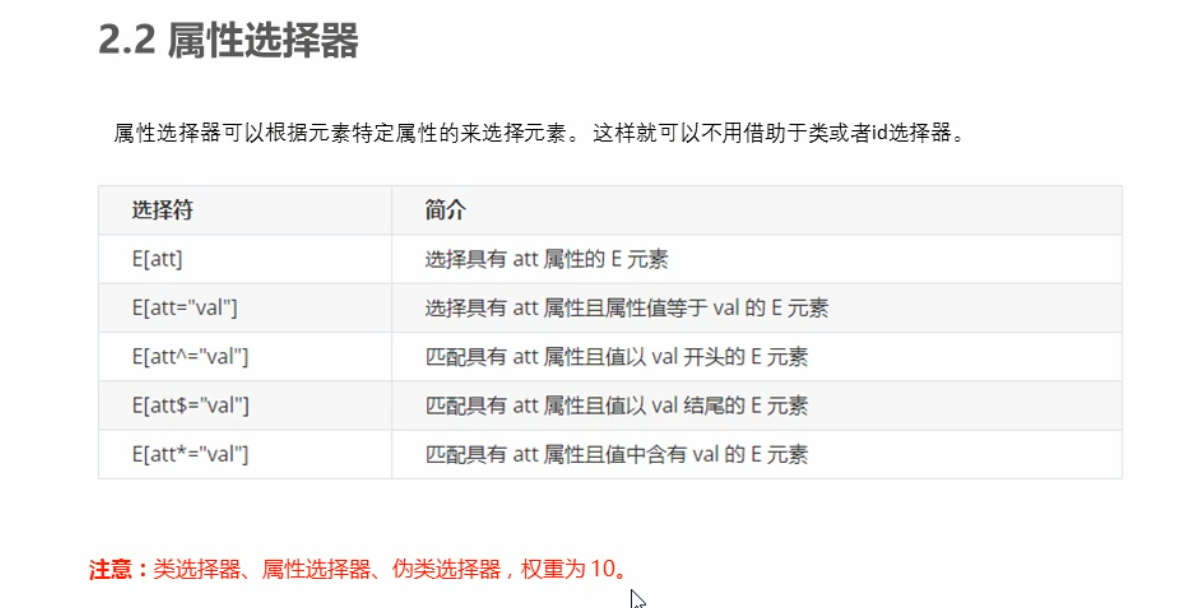 2.2 属性选择器
属性选择器可以根据元素特定属性的来选择元素。 这样就可以不用借助于类或者id选择器。
选择符 简介
E[att] 选择具有 att 属性的 E 元素
E[att="val"] 选择具有 att 属性且属性值等于 val 的 E 元素
E[att^="val"] 匹配具有 att 属性且值以 val 开头的 E 元素
E[att$="val"] 匹配具有 att 属性且值以 val 结尾的 E 元素
E[att*="val"] 匹配具有 att 属性且值中含有 val 的 E 元素
注意：类选择器、属性选择器、伪类选择器，权重为 10。